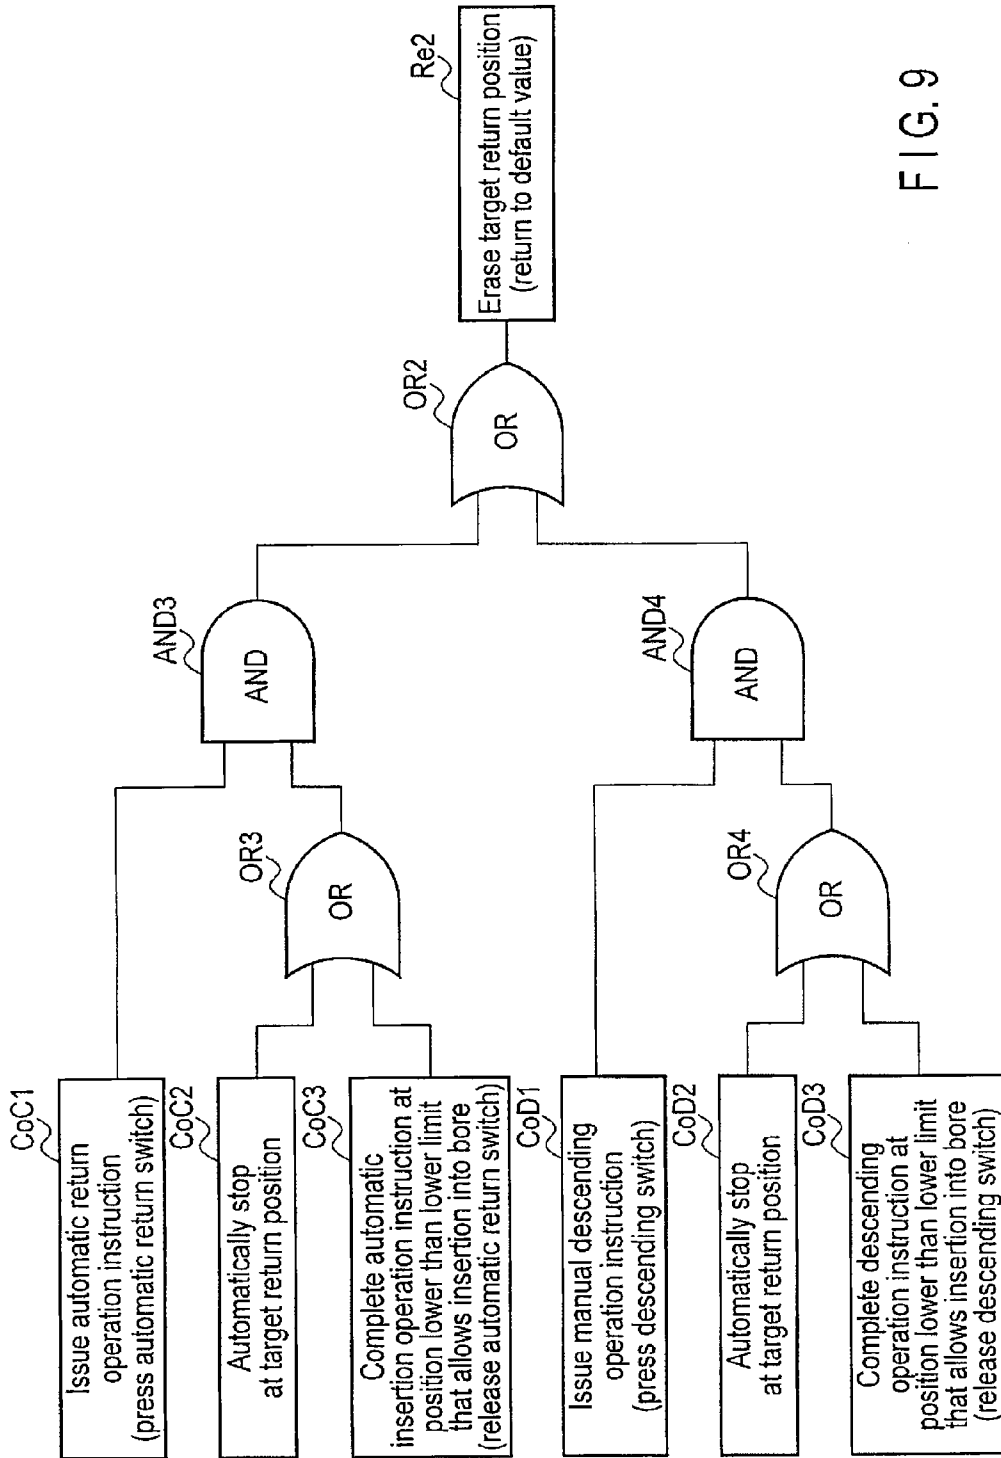 CoC1
Issue automatic return
operation instruction
(press automatic return switch)
CoC2
Automatically stop
at target return position
CoC3
Complete automatic
insertion operation instruction at
position lower than lower limit
that allows insertion into bore
(release automatic return switch)
CoD1
Issue manual descending
operation instruction
(press descending switch)
CoD2
Automatically stop
at target return position
CoD3
Complete descending
operation instruction at
position lower than lower limit
that allows insertion into bore
(release descending switch)
OR3
OR
OR4
OR
AND3
AND
AND4
AND
OR2
OR
Re2
Erase target return position
(return to default value)
FIG. 9